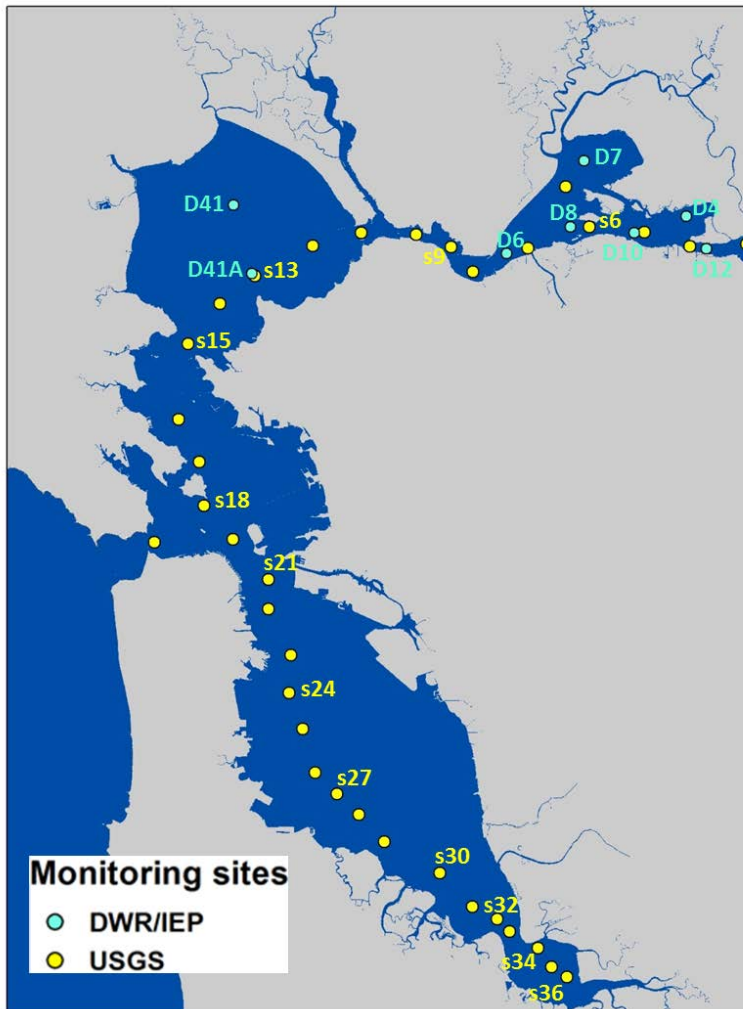 D7
D41
D4
D8
s6
D6
s9
D10
D12
D41A
s13
s15
s18
s21
s24
s27
s30
s32
s34
s36
Monitoring sites
DWR/IEP
USGS